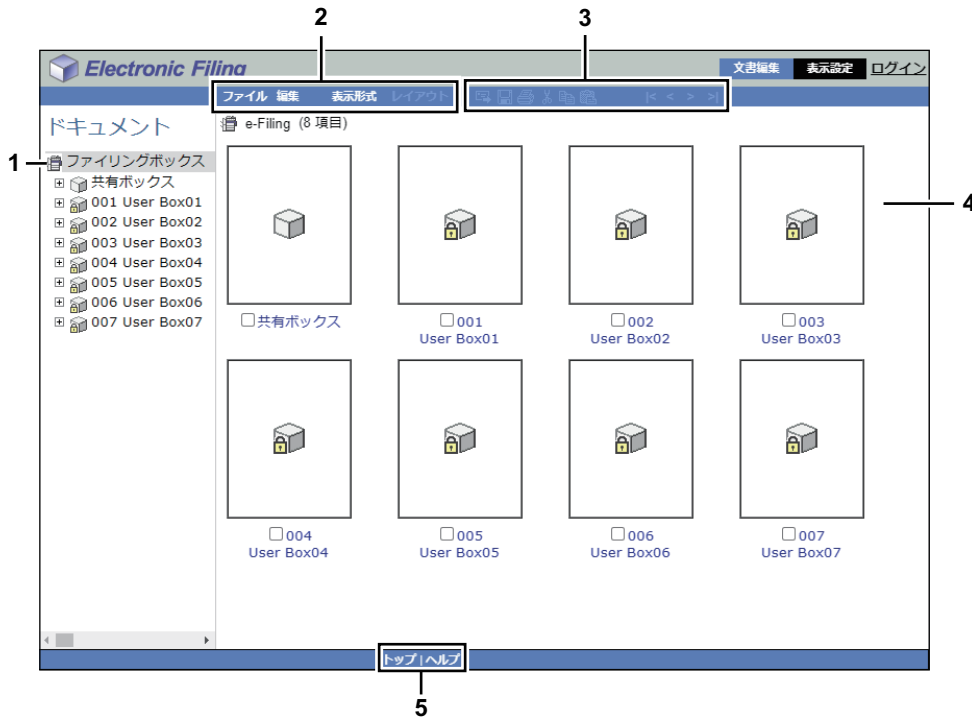 2
3
Electronic Filing
文書編集 表示設定 ログイン
ファイル 編集 表示形式 レイアウト |< < > >|
ドキュメント
e-Filing (8 項目)
1
ファイリングボックス
共有ボックス
001 User Box01
002 User Box02
003 User Box03
004 User Box04
005 User Box05
006 User Box06
007 User Box07
4
共有ボックス
001
User Box01
002
User Box02
003
User Box03
004
User Box04
005
User Box05
006
User Box06
007
User Box07
トップ | ヘルプ
5